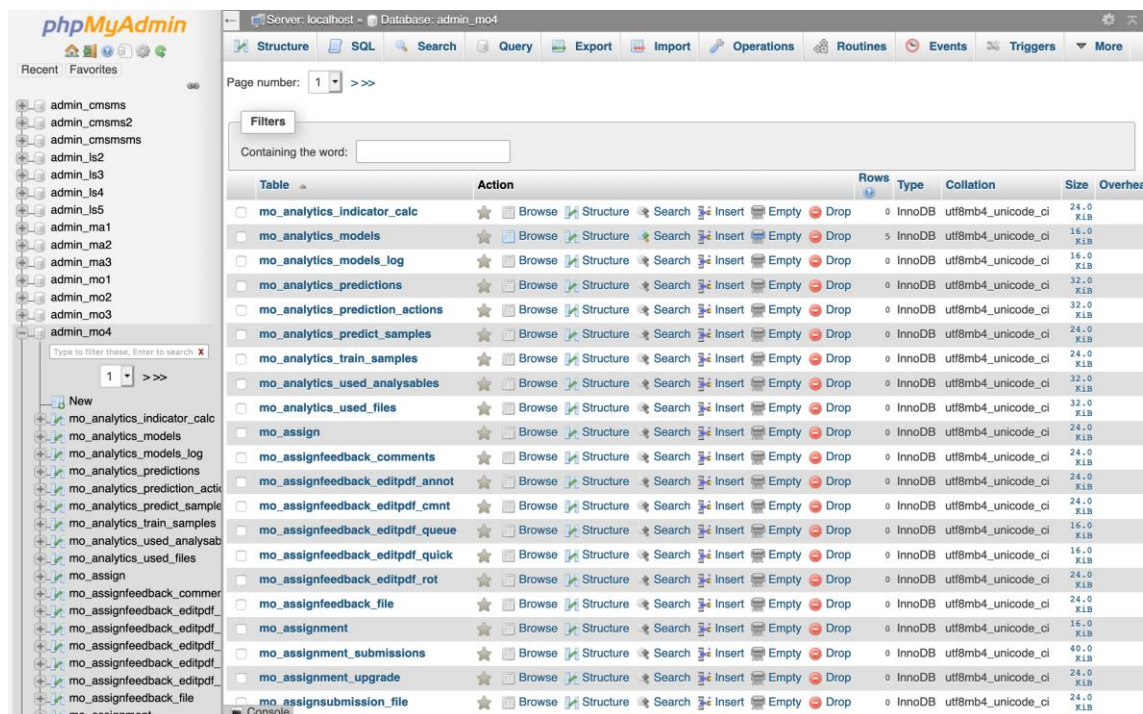 phpMyAdmin
Recent Favorites
admin_cmsms
admin_cmsms2
admin_cmsmsms
admin_ls2
admin_ls3
admin_ls4
admin_ls5
admin_ma1
admin_ma2
admin_ma3
admin_mo1
admin_mo2
admin_mo3
admin_mo4
Type to filter these, Enter to search X
1 > >>
New
mo_analytics_indicator_calc
mo_analytics_models
mo_analytics_models_log
mo_analytics_predictions
mo_analytics_prediction_actic
mo_analytics_predict_sample
mo_analytics_train_samples
mo_analytics_used_analysab
mo_analytics_used_files
mo_assign
mo_assignfeedback_commer
mo_assignfeedback_editpdf_
mo_assignfeedback_editpdf_
mo_assignfeedback_editpdf_
mo_assignfeedback_editpdf_
mo_assignfeedback_editpdf_
mo_assignfeedback_file
Server: localhost » Database: admin_mo4
Structure SQL Search Query Export Import Operations Routines Events Triggers More
Page number: 1 > >>
Filters
Containing the word:
Table Action Rows Type Collation Size Overhea
mo_analytics_indicator_calc Browse Structure Search Insert Empty Drop 0 InnoDB utf8mb4_unicode_ci 24.0 KiB
mo_analytics_models Browse Structure Search Insert Empty Drop 5 InnoDB utf8mb4_unicode_ci 16.0 KiB
mo_analytics_models_log Browse Structure Search Insert Empty Drop 0 InnoDB utf8mb4_unicode_ci 16.0 KiB
mo_analytics_predictions Browse Structure Search Insert Empty Drop 0 InnoDB utf8mb4_unicode_ci 32.0 KiB
mo_analytics_prediction_actions Browse Structure Search Insert Empty Drop 0 InnoDB utf8mb4_unicode_ci 32.0 KiB
mo_analytics_predict_samples Browse Structure Search Insert Empty Drop 0 InnoDB utf8mb4_unicode_ci 24.0 KiB
mo_analytics_train_samples Browse Structure Search Insert Empty Drop 0 InnoDB utf8mb4_unicode_ci 24.0 KiB
mo_analytics_used_analysables Browse Structure Search Insert Empty Drop 0 InnoDB utf8mb4_unicode_ci 32.0 KiB
mo_analytics_used_files Browse Structure Search Insert Empty Drop 0 InnoDB utf8mb4_unicode_ci 32.0 KiB
mo_assign Browse Structure Search Insert Empty Drop 0 InnoDB utf8mb4_unicode_ci 24.0 KiB
mo_assignfeedback_comments Browse Structure Search Insert Empty Drop 0 InnoDB utf8mb4_unicode_ci 24.0 KiB
mo_assignfeedback_editpdf_annot Browse Structure Search Insert Empty Drop 0 InnoDB utf8mb4_unicode_ci 24.0 KiB
mo_assignfeedback_editpdf_cmnt Browse Structure Search Insert Empty Drop 0 InnoDB utf8mb4_unicode_ci 24.0 KiB
mo_assignfeedback_editpdf_queue Browse Structure Search Insert Empty Drop 0 InnoDB utf8mb4_unicode_ci 16.0 KiB
mo_assignfeedback_editpdf_quick Browse Structure Search Insert Empty Drop 0 InnoDB utf8mb4_unicode_ci 16.0 KiB
mo_assignfeedback_editpdf_rot Browse Structure Search Insert Empty Drop 0 InnoDB utf8mb4_unicode_ci 24.0 KiB
mo_assignfeedback_file Browse Structure Search Insert Empty Drop 0 InnoDB utf8mb4_unicode_ci 24.0 KiB
mo_assignment Browse Structure Search Insert Empty Drop 0 InnoDB utf8mb4_unicode_ci 16.0 KiB
mo_assignment_submissions Browse Structure Search Insert Empty Drop 0 InnoDB utf8mb4_unicode_ci 40.0 KiB
mo_assignment_upgrade Browse Structure Search Insert Empty Drop 0 InnoDB utf8mb4_unicode_ci 24.0 KiB
mo_assignsubmission_file Browse Structure Search Insert Empty Drop 0 InnoDB utf8mb4_unicode_ci 24.0 KiB
Console